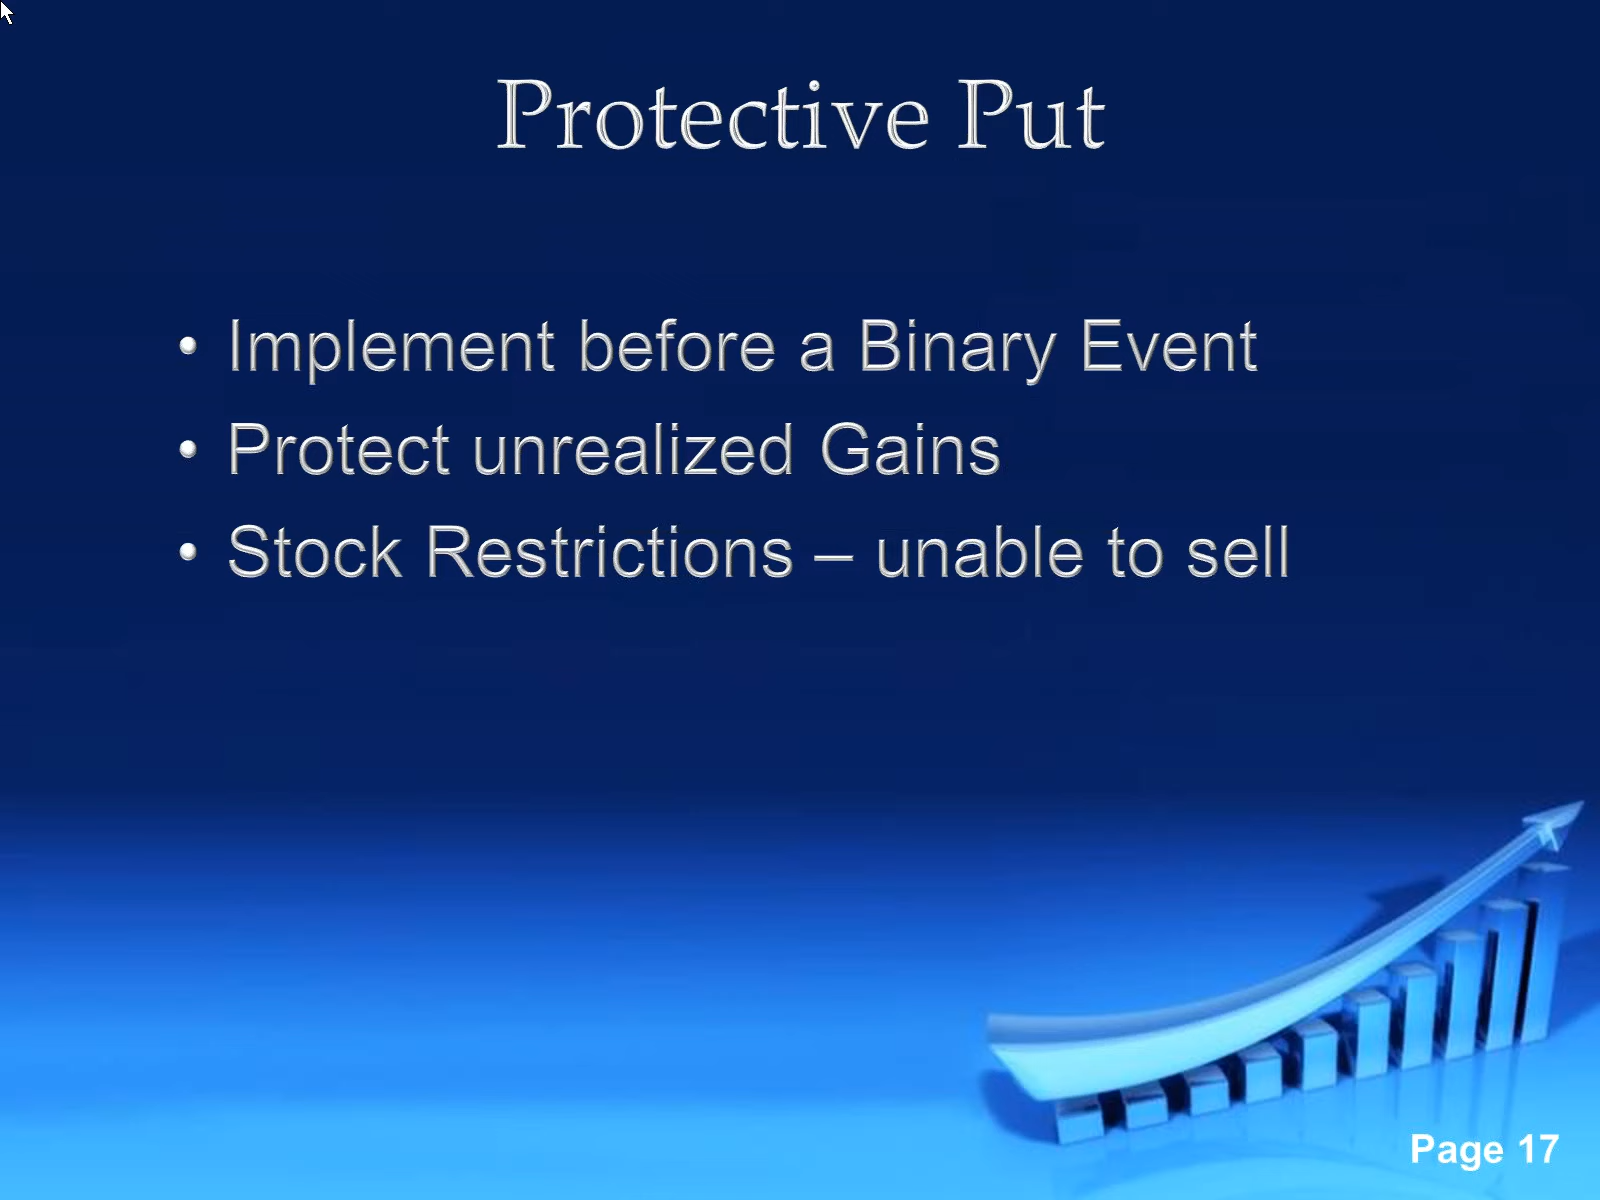 Protective Put
• Implement before a Binary Event
• Protect unrealized Gains
• Stock Restrictions – unable to sell
Page 17